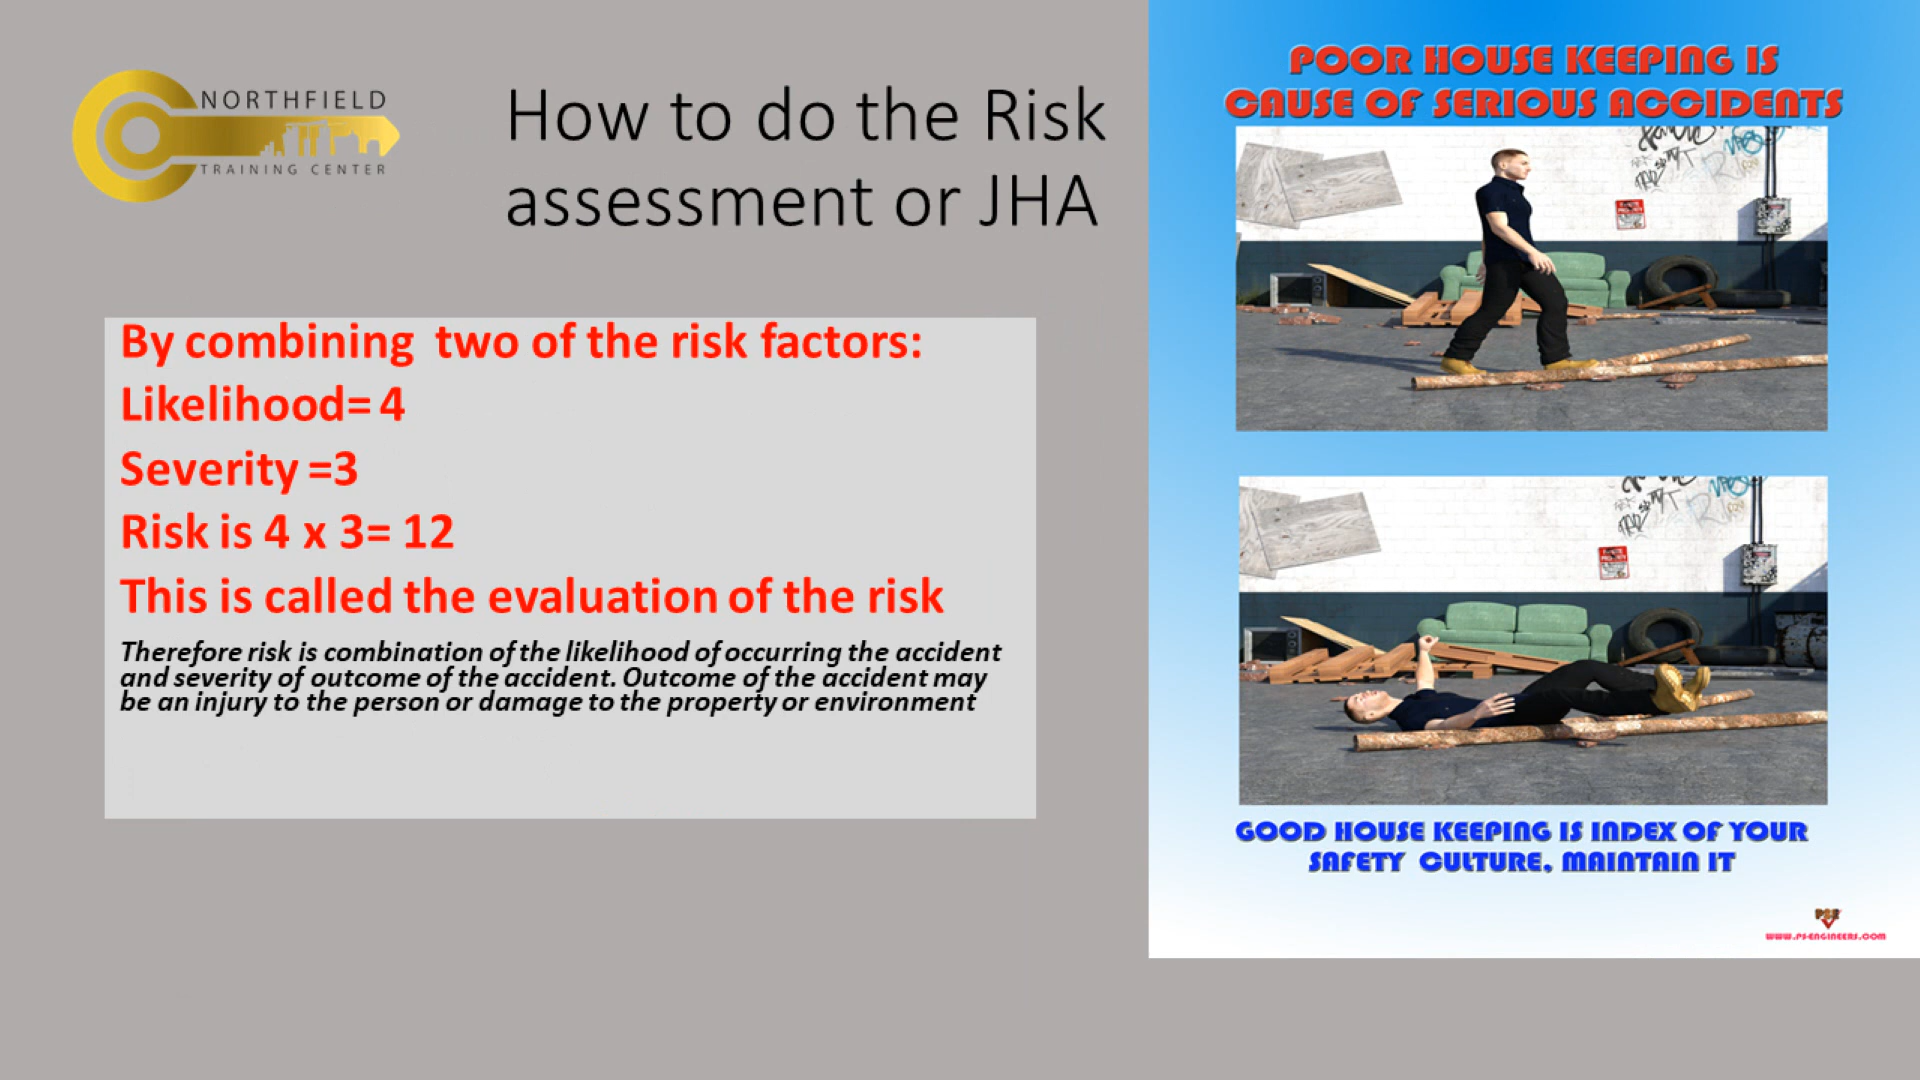 NORTHFIELD
TRAINING CENTER
How to do the Risk
assessment or JHA
By combining two of the risk factors:
Likelihood= 4
Severity =3
Risk is 4 x 3= 12
This is called the evaluation of the risk
Therefore risk is combination of the likelihood of occurring the accident
and severity of outcome of the accident. Outcome of the accident may
be an injury to the person or damage to the property or environment
POOR HOUSE KEEPING IS
CAUSE OF SERIOUS ACCIDENTS
GOOD HOUSE KEEPING IS INDEX OF YOUR
SAFETY CULTURE, MAINTAIN IT
PSE
WWW.PS-ENGINEERS.COM